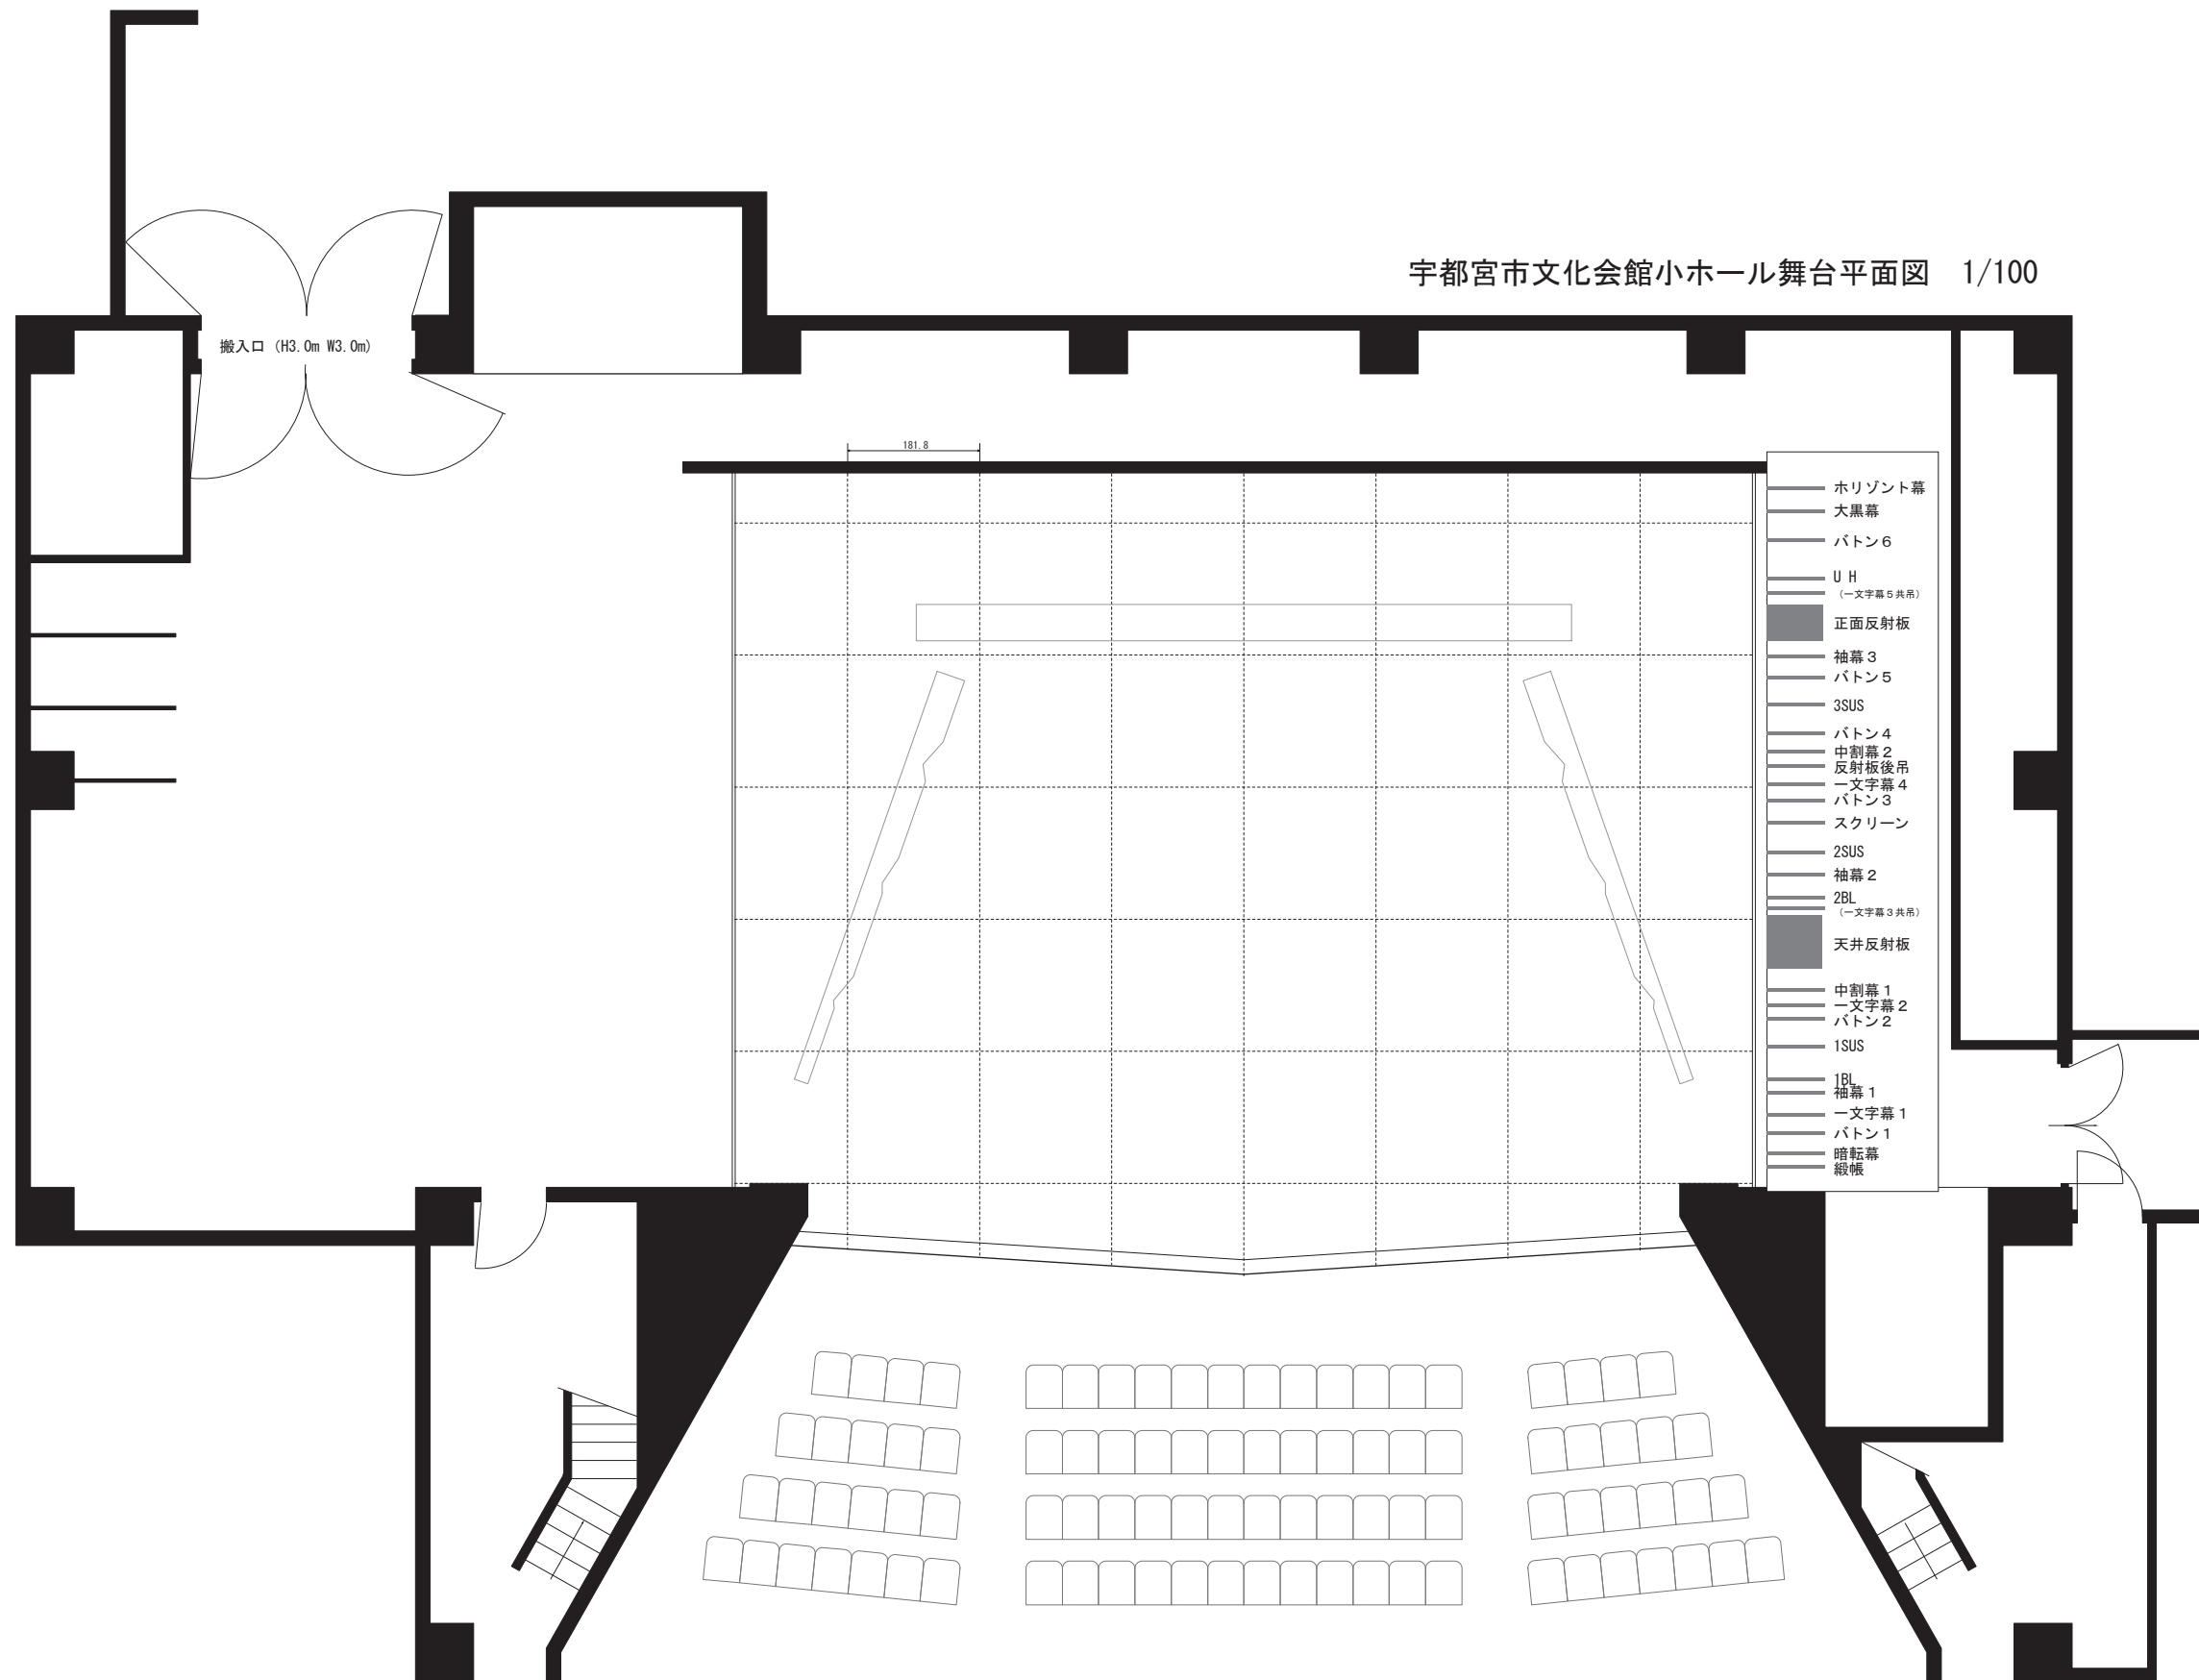 宇都宮市文化会館小ホール舞台平面図　1/100
搬入口 (H3.0m W3.0m)
181.8
ホリゾント幕
大黒幕
バトン６
U H
（一文字幕５共吊）
正面反射板
袖幕３
バトン５
3SUS
バトン４
中割幕２
反射板後吊
一文字幕４
バトン３
スクリーン
2SUS
袖幕２
2BL
（一文字幕３共吊）
天井反射板
中割幕１
一文字幕２
バトン２
1SUS
1BL
袖幕１
一文字幕１
バトン１
暗転幕
緞帳